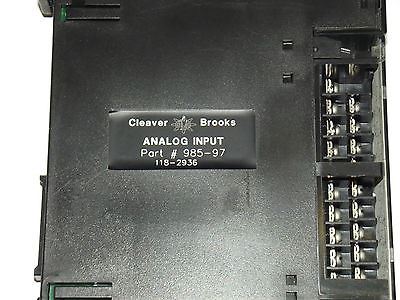 Cleaver Brooks
ANALOG INPUT
Part # 985-97
118-2936